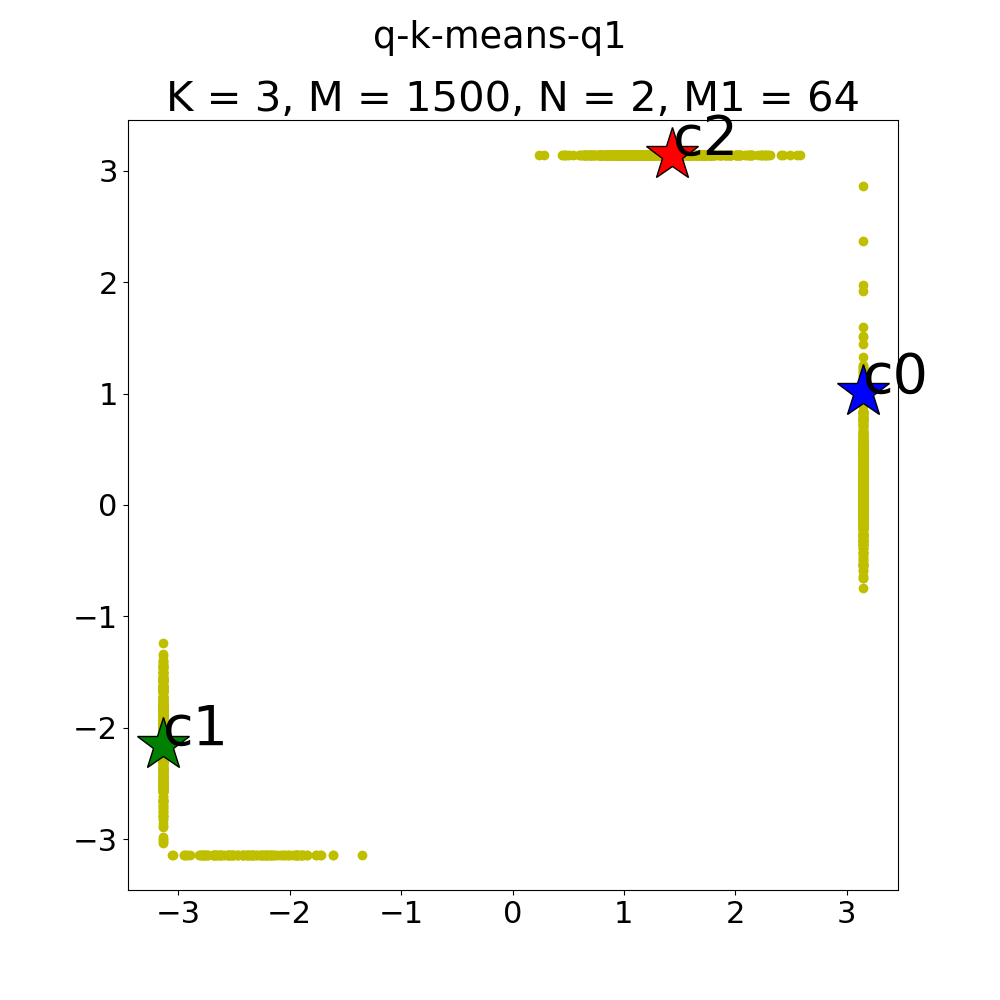 q-k-means-q1
K = 3, M = 1500, N = 2, M1 = 64
c2
3
2
c0
1
0
−1
c1
−2
−3
−3 −2 −1 0 1 2 3